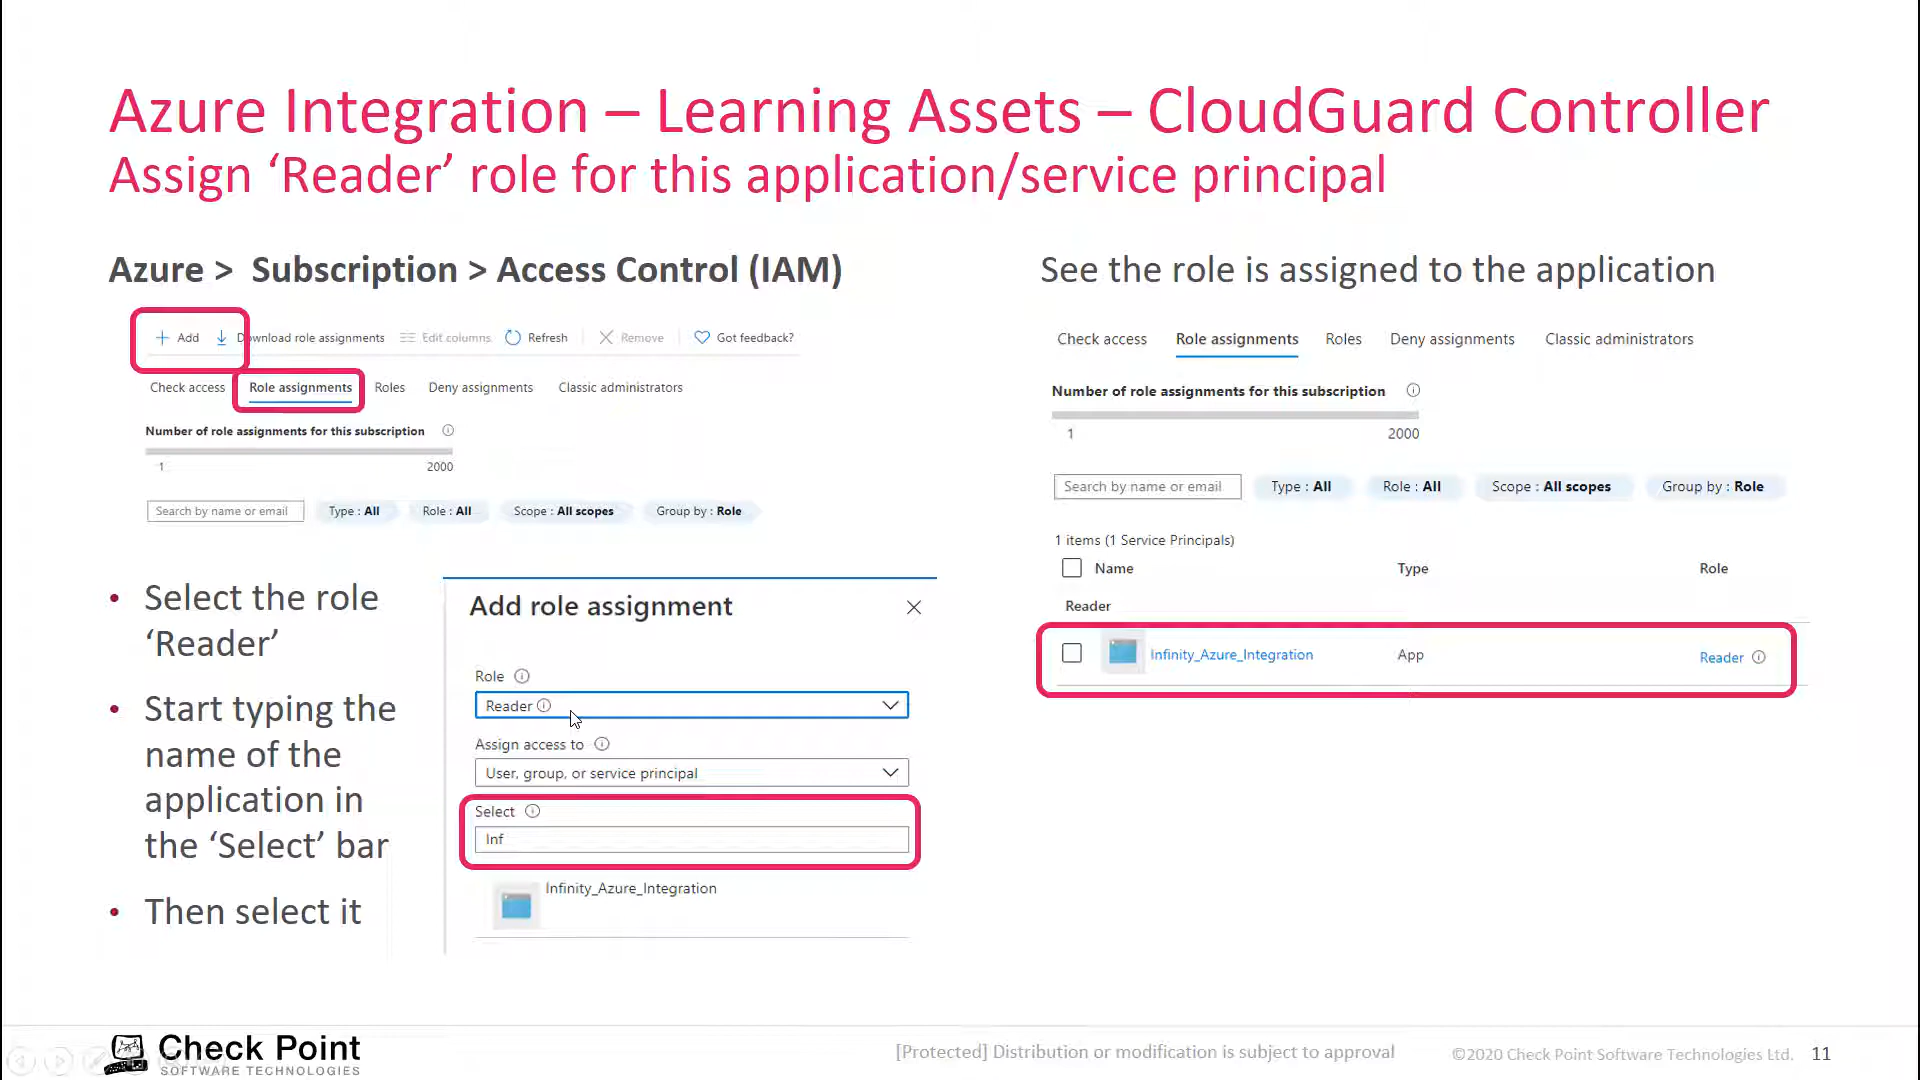 Azure Integration – Learning Assets – CloudGuard Controller
Assign ‘Reader’ role for this application/service principal
Azure > Subscription > Access Control (IAM)
Add
Download role assignments
Edit columns
Refresh
Remove
Got feedback?
Check access
Role assignments
Roles
Deny assignments
Classic administrators
Number of role assignments for this subscription
1
2000
Search by name or email
Type : All
Role : All
Scope : All scopes
Group by : Role
• Select the role
‘Reader’
• Start typing the
name of the
application in
the ‘Select’ bar
• Then select it
Add role assignment
Role
Reader
Assign access to
User, group, or service principal
Select
Inf
Infinity_Azure_Integration
See the role is assigned to the application
Check access
Role assignments
Roles
Deny assignments
Classic administrators
Number of role assignments for this subscription
1
2000
Search by name or email
Type : All
Role : All
Scope : All scopes
Group by : Role
1 items (1 Service Principals)
Name
Type
Role
Reader
Infinity_Azure_Integration
App
Reader
Check Point
SOFTWARE TECHNOLOGIES
[Protected] Distribution or modification is subject to approval
©2020 Check Point Software Technologies Ltd.
11